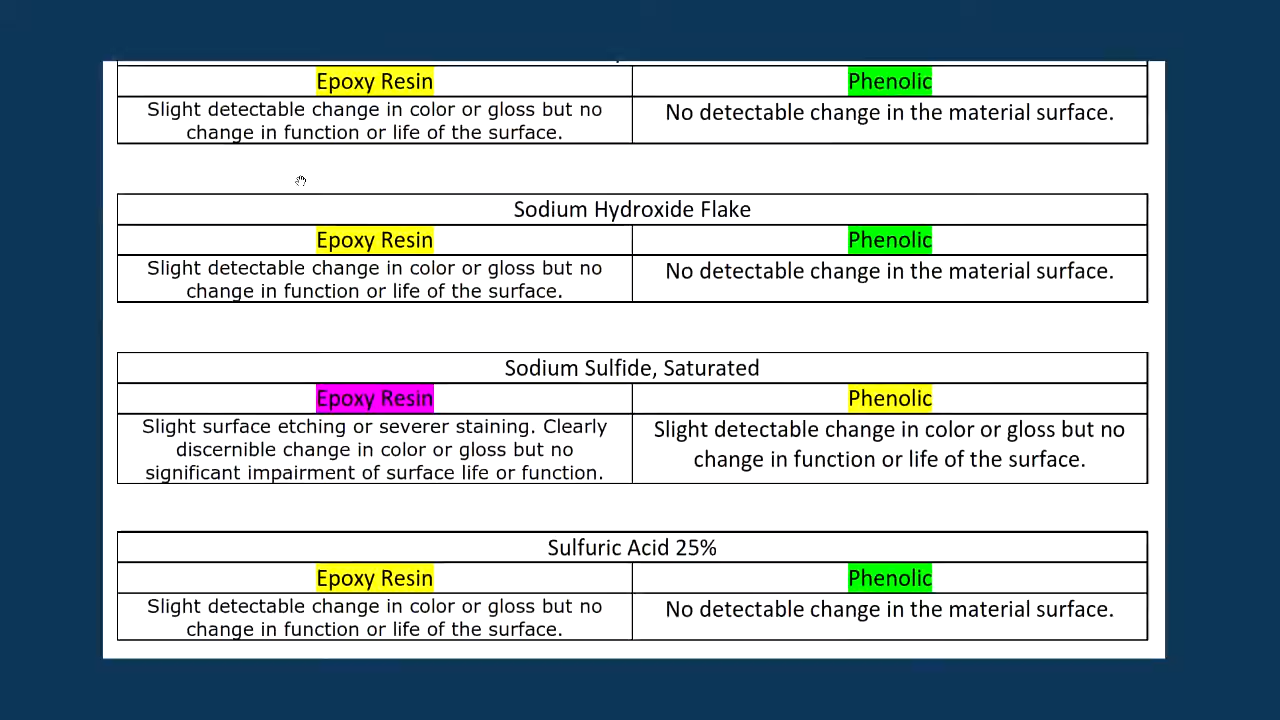 Epoxy Resin
Phenolic
Slight detectable change in color or gloss but no
change in function or life of the surface.
No detectable change in the material surface.
Sodium Hydroxide Flake
Epoxy Resin
Phenolic
Slight detectable change in color or gloss but no
change in function or life of the surface.
No detectable change in the material surface.
Sodium Sulfide, Saturated
Epoxy Resin
Phenolic
Slight surface etching or severer staining. Clearly
discernible change in color or gloss but no
significant impairment of surface life or function.
Slight detectable change in color or gloss but no
change in function or life of the surface.
Sulfuric Acid 25%
Epoxy Resin
Phenolic
Slight detectable change in color or gloss but no
change in function or life of the surface.
No detectable change in the material surface.